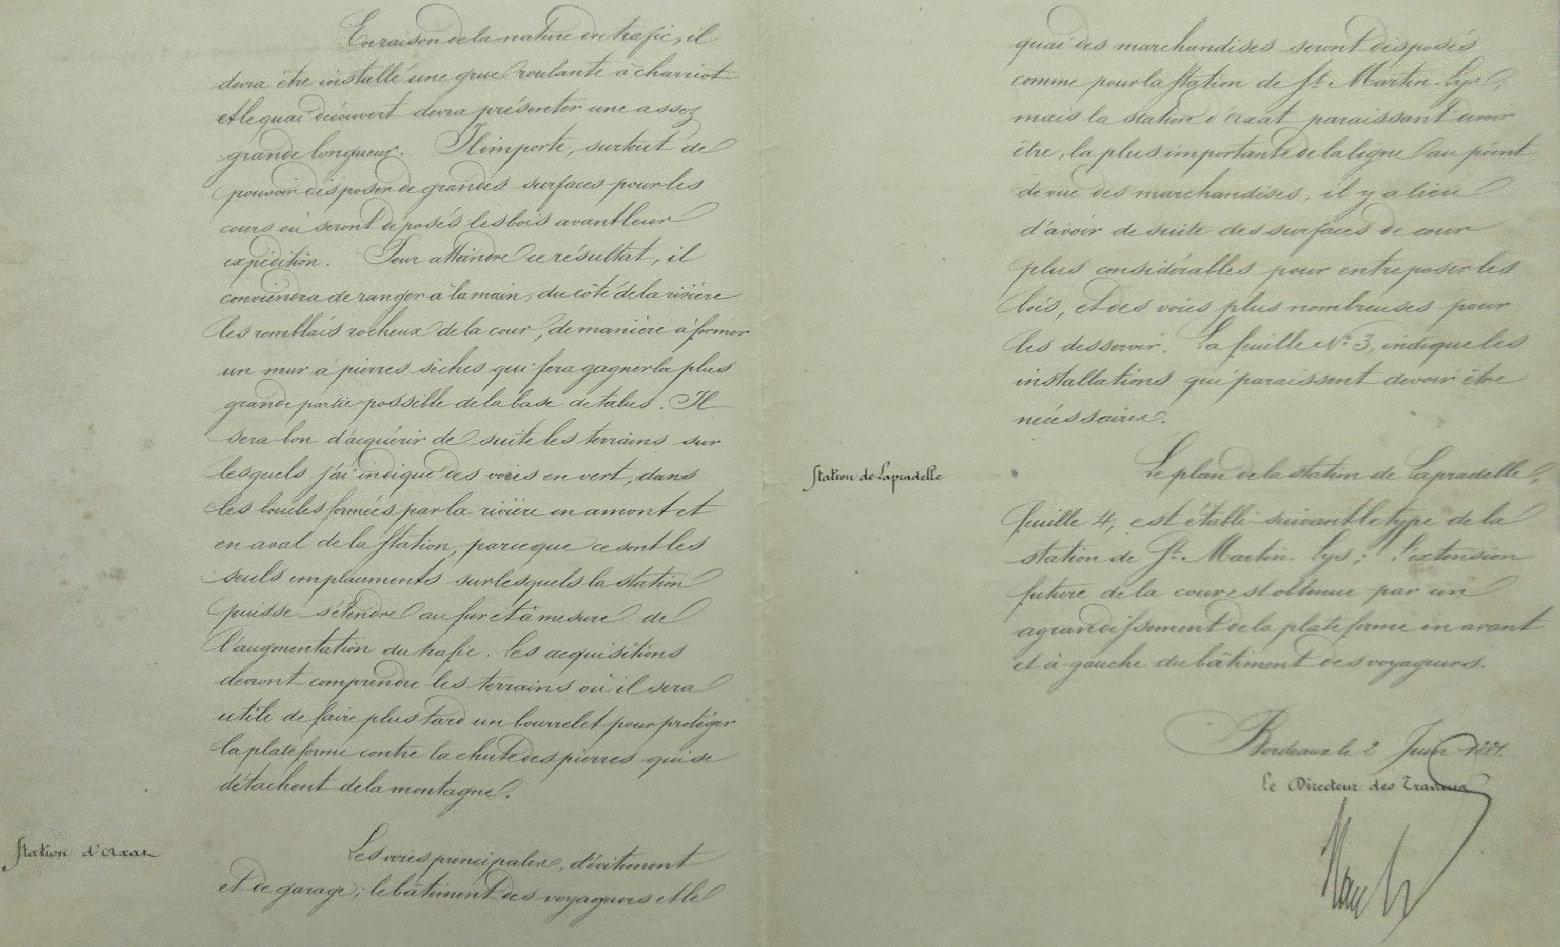 En raison de la nature du trafic, il
devra être installé une grue roulante à charriot
et le quai découvert devra présenter une assez
grande longueur. Il importe, surtout de
pouvoir disposer de grandes surfaces pour les
cours où seront déposés les bois avant leur
expédition. Pour atteindre ce résultat, il
conviendra de ranger à la main, du côté de la rivière
les remblais rocheux de la cour, de manière à former
un mur à pierres sèches qui fera gagner la plus
grande partie possible de la base de talus. Il
sera bon d'acquérir de suite les terrains sur
lesquels j'ai indiqué des voies en vert, dans
les boucles formées par la rivière en amont et
en aval de la station, parce que ce sont les
seuls emplacements sur lesquels la station
puisse s'étendre au fur et à mesure de
l'augmentation du trafic. Les acquisitions
devront comprendre les terrains où il sera
utile de faire plus tard un bourrelet pour protéger
la plateforme contre la chute des pierres qui se
détachent de la montagne.
Station d'Axat
Les voies principales, d'évitement
et de garage; le bâtiment des voyageurs et le
quai des marchandises seront disposés
comme pour la station de St Martin-Lys,
mais la station d'Axat paraissant devoir
être, la plus importante de la ligne au point
de vue des marchandises, il y a lieu
d'avoir de suite des surfaces de cour
plus considérables pour entreposer les
bois, et des voies plus nombreuses pour
les desservir. La feuille No 3, indique les
installations qui paraissent devoir être
nécessaires.
Station de Lapradelle
Le plan de la station de Lapradelle,
feuille 4, est établi suivant le type de la
station de St Martin-Lys; l'extension
future de la cour est obtenue par un
agrandissement de la plateforme en avant
et à gauche du bâtiment des voyageurs.
Bordeaux le 2 Juin 1881.
Le Directeur des Travaux